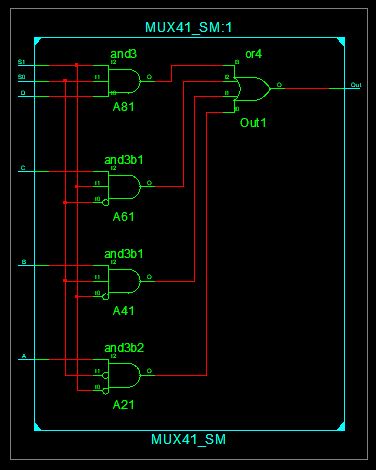 MUX41_SM:1
and3 or4
S1 I2 I3
S0 I1 O I2 O Out
D I0 I1
A81 I0 Out1
and3b1
C I2
I1 O
I0
A61
and3b1
B I2
I1 O
I0
A41
and3b2
A I2
I1 O
I0
A21
MUX41_SM